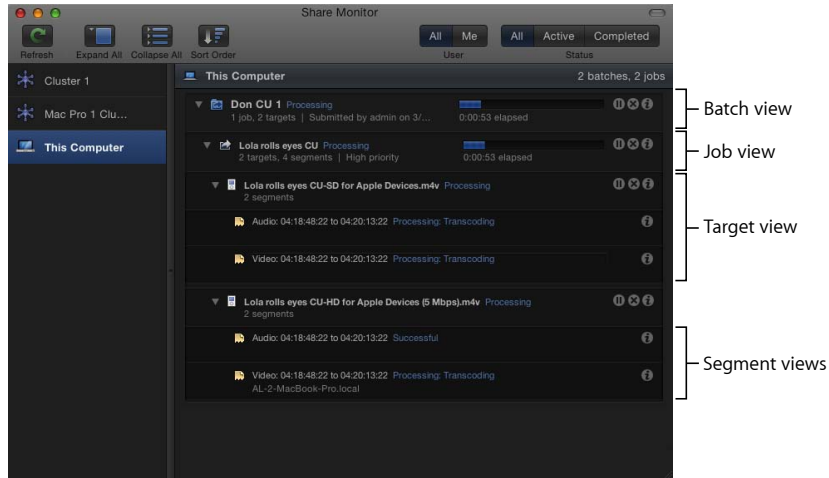 Share Monitor
Refresh Expand All Collapse All Sort Order
All Me All Active Completed
User Status
Cluster 1
Mac Pro 1 Clu...
This Computer
This Computer 2 batches, 2 jobs
Don CU 1 Processing
1 job, 2 targets | Submitted by admin on 3/... 0:00:53 elapsed
Batch view
Lola rolls eyes CU Processing
2 targets, 4 segments | High priority 0:00:53 elapsed
Job view
Lola rolls eyes CU-SD for Apple Devices.m4v Processing
2 segments
Audio: 04:18:48:22 to 04:20:13:22 Processing: Transcoding
Video: 04:18:48:22 to 04:20:13:22 Processing: Transcoding
Target view
Lola rolls eyes CU-HD for Apple Devices (5 Mbps).m4v Processing
2 segments
Audio: 04:18:48:22 to 04:20:13:22 Successful
Video: 04:18:48:22 to 04:20:13:22 Processing: Transcoding
AL-2-MacBook-Pro.local
Segment views